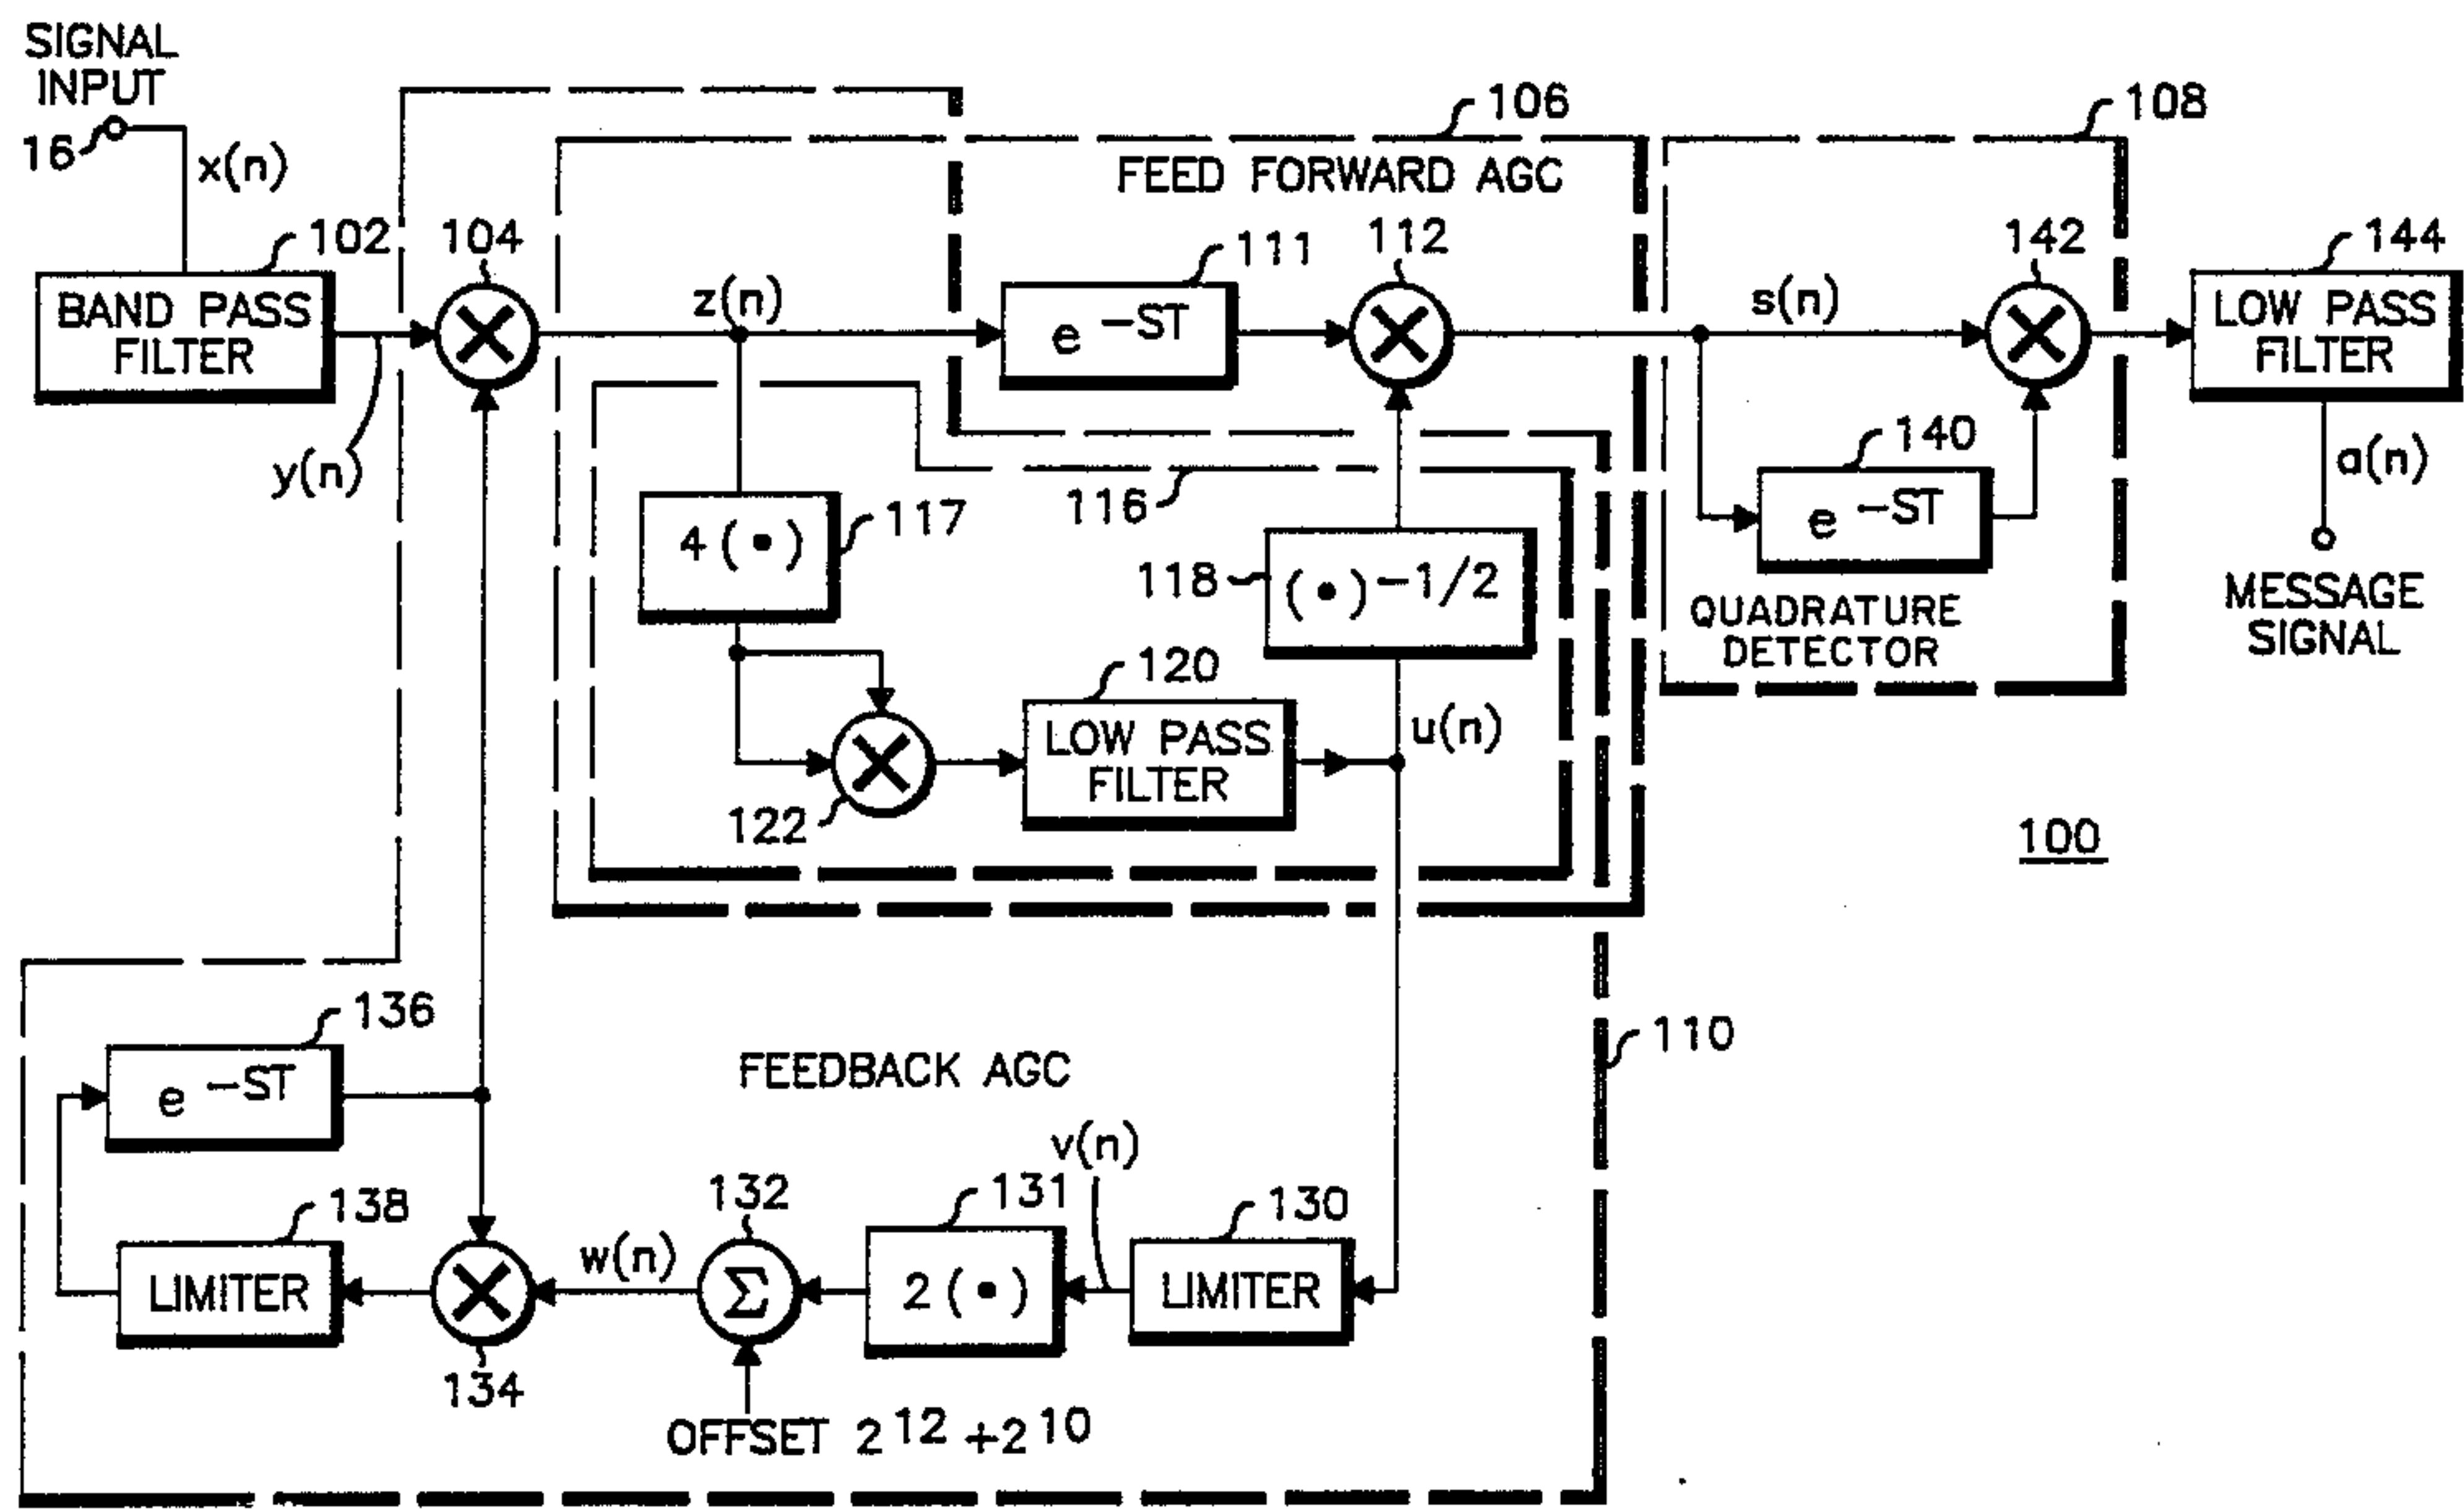 SIGNAL
INPUT
16
x(n)
102
BAND PASS
FILTER
y(n)
104
z(n)
106
FEED FORWARD AGC
111
e -ST
112
108
s(n)
142
144
LOW PASS
FILTER
a(n)
MESSAGE
SIGNAL
140
e -ST
QUADRATURE
DETECTOR
116
117
4 (•)
118
(•) -1/2
120
LOW PASS
FILTER
u(n)
122
100
136
e -ST
FEEDBACK AGC
110
138
LIMITER
134
w(n)
132
Σ
131
2 (•)
v(n)
130
LIMITER
OFFSET 2 12 +2 10